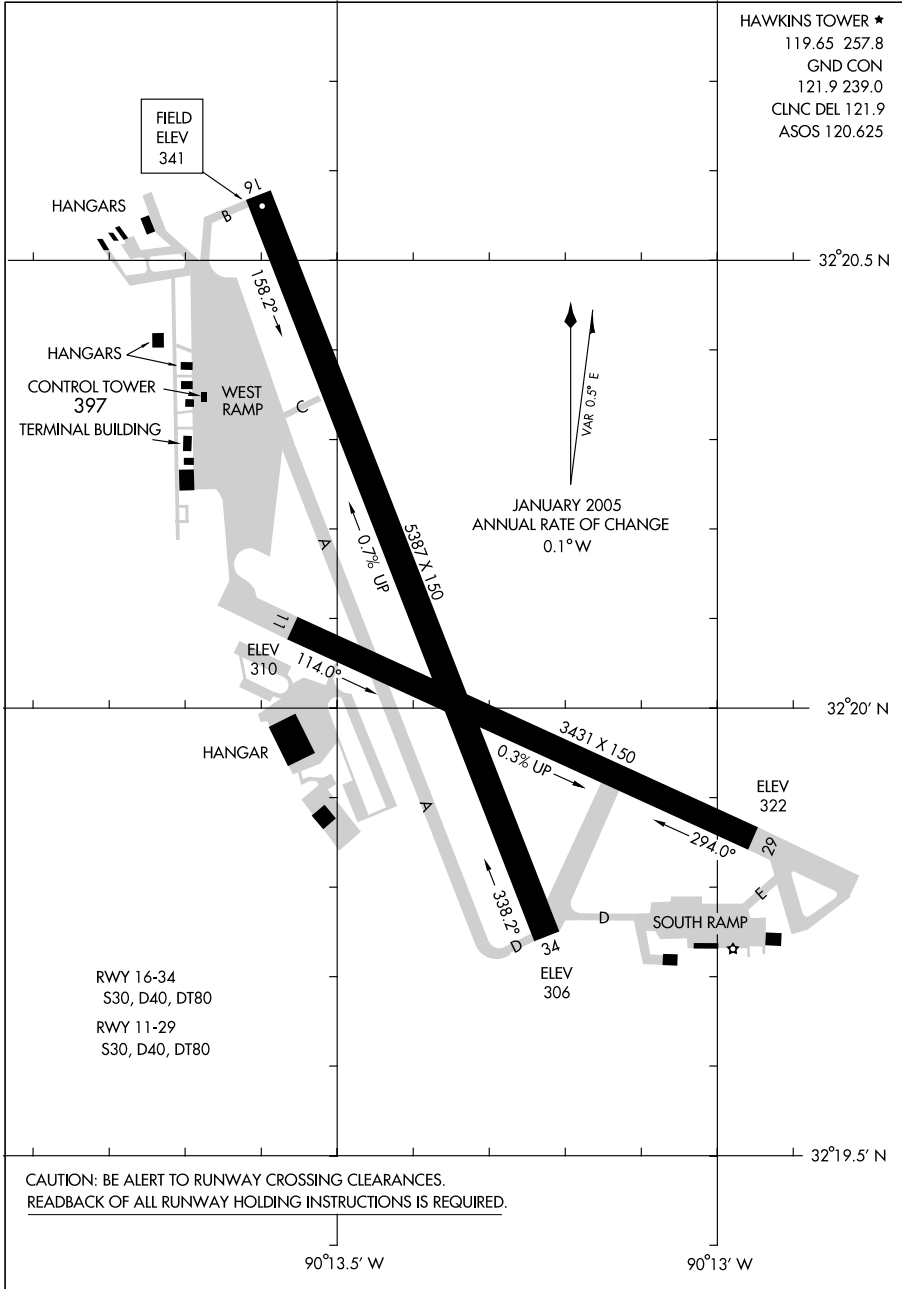 HAWKINS TOWER ★
119.65 257.8
GND CON
121.9 239.0
CLNC DEL 121.9
ASOS 120.625
FIELD
ELEV
341
16
B
HANGARS
32°20.5 N
158.2°
HANGARS
CONTROL TOWER
397
TERMINAL BUILDING
WEST
RAMP
C
VAR 0.5° E
JANUARY 2005
ANNUAL RATE OF CHANGE
0.1° W
A
0.7% UP
5387 X 150
11
ELEV
310
114.0°
32°20' N
HANGAR
3431 X 150
0.3% UP
ELEV
322
A
294.0°
29
338.2°
E
D
SOUTH RAMP
D
34
ELEV
306
RWY 16-34
S30, D40, DT80
RWY 11-29
S30, D40, DT80
32°19.5' N
CAUTION: BE ALERT TO RUNWAY CROSSING CLEARANCES.
READBACK OF ALL RUNWAY HOLDING INSTRUCTIONS IS REQUIRED.
90°13.5' W
90°13' W